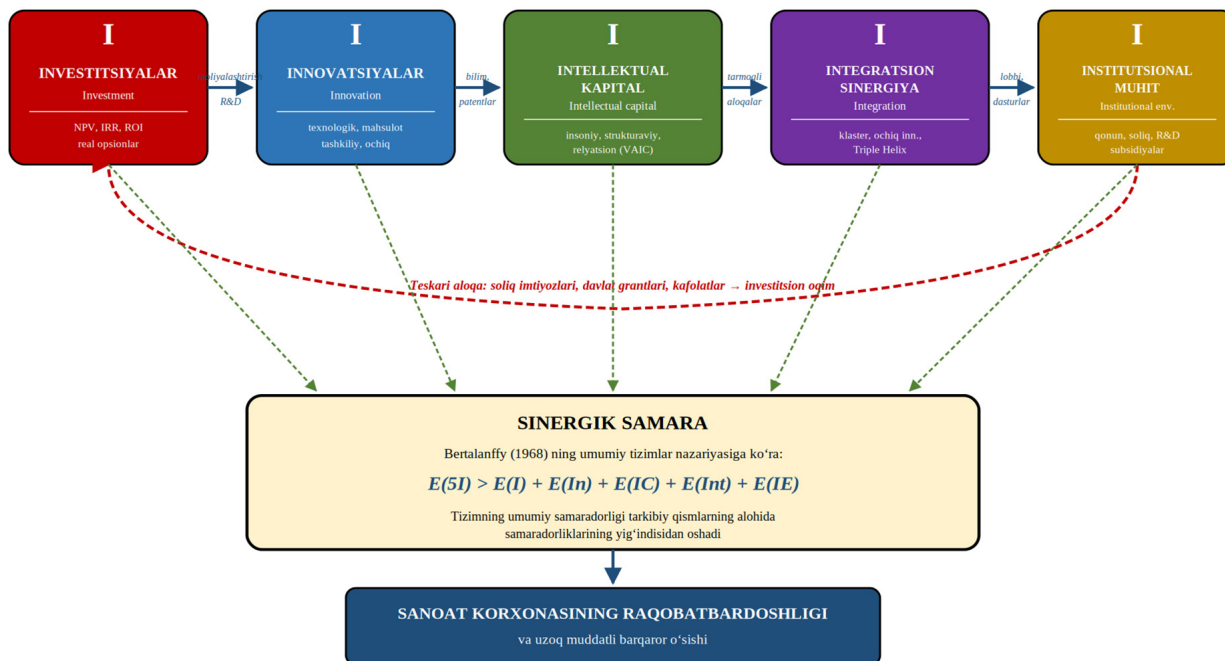 I
INVESTITSIYALAR
Investment
NPV, IRR, ROI
real opsionlar
R&D
I
INNOVATSIYALAR
Innovation
texnologik, mahsulot
tashkiliy, ochiq
bilim,
patentlar
I
INTELLEKTUAL
KAPITAL
Intellectual capital
insoniy, strukturaviy,
relyatsion (VAIC)
tarmoqli
aloqalar
I
INTEGRATSION
SINERGIYA
Integration
klaster, ochiq inn.,
Triple Helix
lobbi,
dasturlar
I
INSTITUTSIONAL
MUHIT
Institutional env.
qonun, soliq, R&D
subsidiyalar
Teskari aloqa: soliq imtiyozlari, davlat grantlari, kafolatlar → investitsion oqim
SINERGIK SAMARA
Bertalanffy (1968) ning umumiy tizimlar nazariyasiga ko‘ra:
E(5I) > E(I) + E(In) + E(IC) + E(Int) + E(IE)
Tizimning umumiy samaradorligi tarkibiy qismlarning alohida
samaradorliklarining yig‘indisidan oshadi
SANOAT KORXONASINING RAQOBATBARDOSHLIGI
va uzoq muddatli barqaror o‘sishi